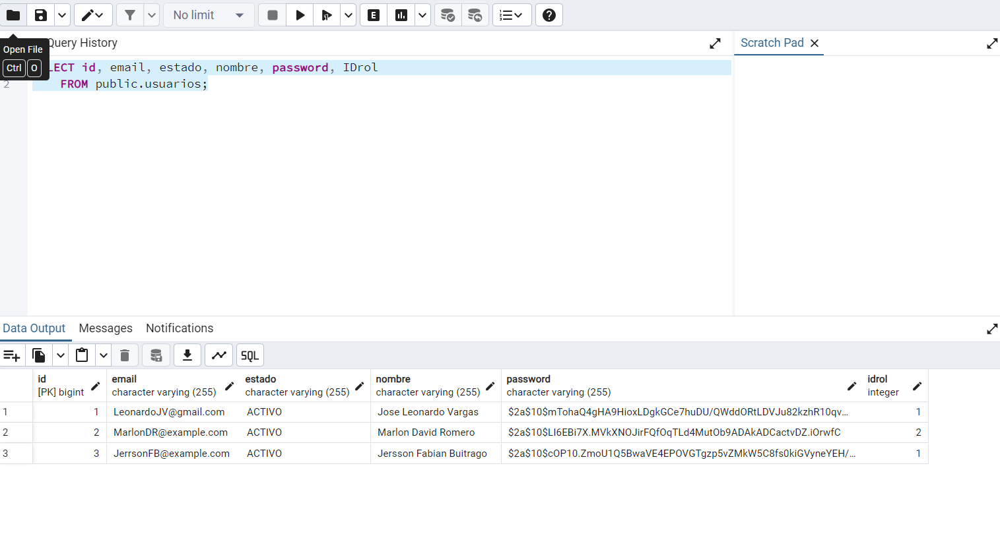 No limit
Open File
Ctrl O
Query History
Scratch Pad
LECT id, email, estado, nombre, password, IDrol
2 FROM public.usuarios;
Data Output Messages Notifications
SQL
id email estado nombre password idrol
[PK] bigint character varying (255) character varying (255) character varying (255) character varying (255) integer
1 1 LeonardoJV@gmail.com ACTIVO Jose Leonardo Vargas $2a$10$mTohaQ4gHA9HioxLDgkGCe7huDU/QWddORtLDVJu82kzhR10qv... 1
2 2 MarlonDR@example.com ACTIVO Marlon David Romero $2a$10$LI6EBi7X.MVkXNOJirFQfOqTLd4MutOb9ADAkADCactvDZ.iOrwfC 2
3 3 JerrsonFB@example.com ACTIVO Jersson Fabian Buitrago $2a$10$cOP10.ZmoU1Q5BwaVE4EPOVGTgzp5vZMkW5C8fs0kiGVyneYEH/... 1